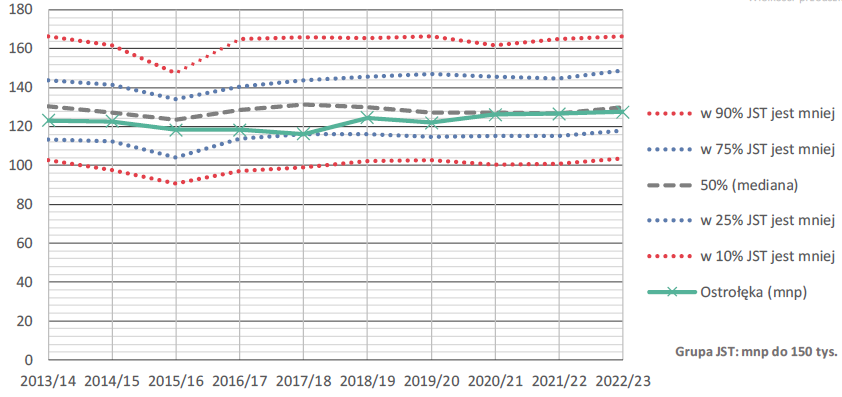 180
160
140
120
100
80
60
40
20
0
2013/14 2014/15 2015/16 2016/17 2017/18 2018/19 2019/20 2020/21 2021/22 2022/23
w 90% JST jest mniej
w 75% JST jest mniej
50% (mediana)
w 25% JST jest mniej
w 10% JST jest mniej
Ostrołęka (mnp)
Grupa JST: mnp do 150 tys.